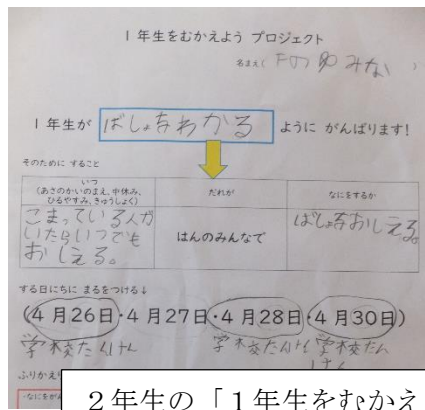 1年生をむかえよう プロジェクト
なまえ(
1年生が ばしょをわかる ように がんばります!
そのために すること
いつ
(あさのかいのまえ、中休み、
ひるやすみ、きゅうしょく)
だれが
なにをするか
こまっている人が
いたらいつでも
おしえる。
はんのみんなで
ばしょをおしえる。
する日にちに まるをつける↓
(4月26日・4月27日・4月28日・4月30日)
学校たんけん 学校たんけん 学校たん
けん
ふりかえり
2年生の「1年生をむかえ